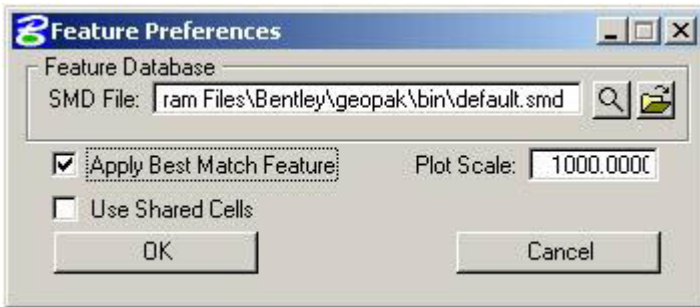 Feature Preferences
Feature Database
SMD File: ram Files\Bentley\geopak\bin\default.smd
Apply Best Match Feature Plot Scale: 1000.0000
Use Shared Cells
OK Cancel